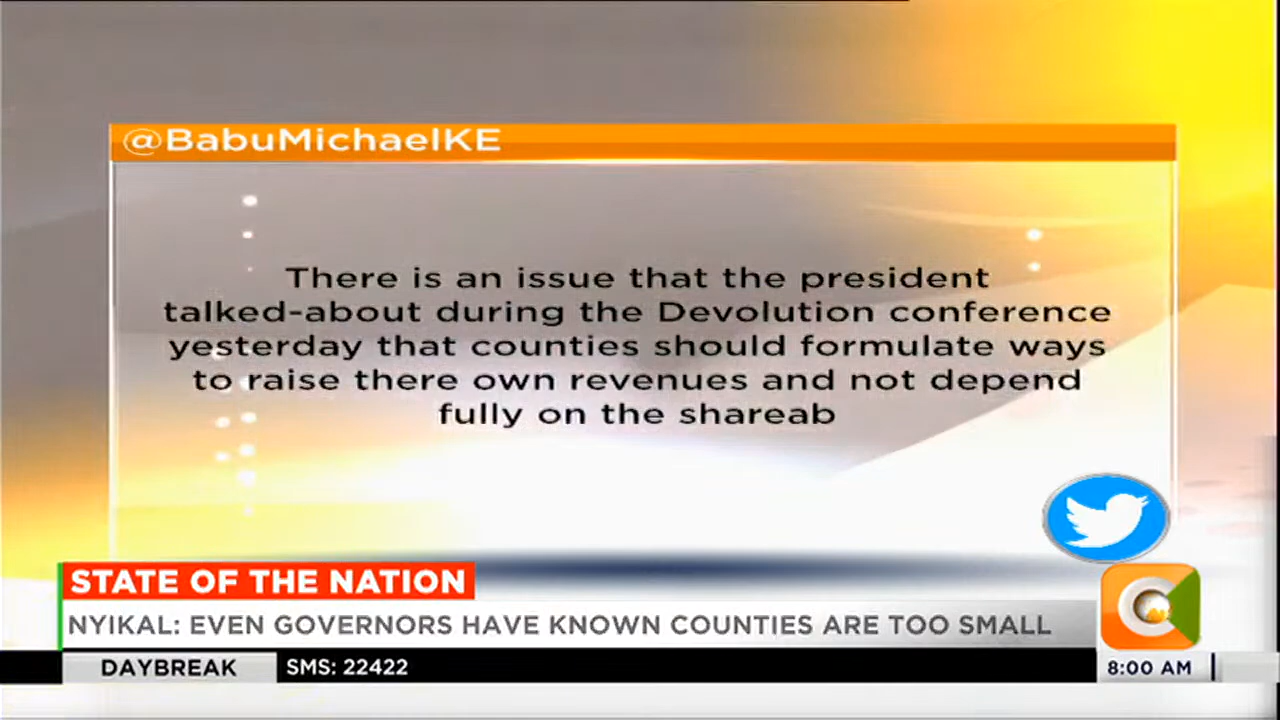 @BabuMichaelKE
There is an issue that the president
talked-about during the Devolution conference
yesterday that counties should formulate ways
to raise there own revenues and not depend
fully on the shareab
STATE OF THE NATION
NYIKAL: EVEN GOVERNORS HAVE KNOWN COUNTIES ARE TOO SMALL
DAYBREAK
SMS: 22422
8:00 AM